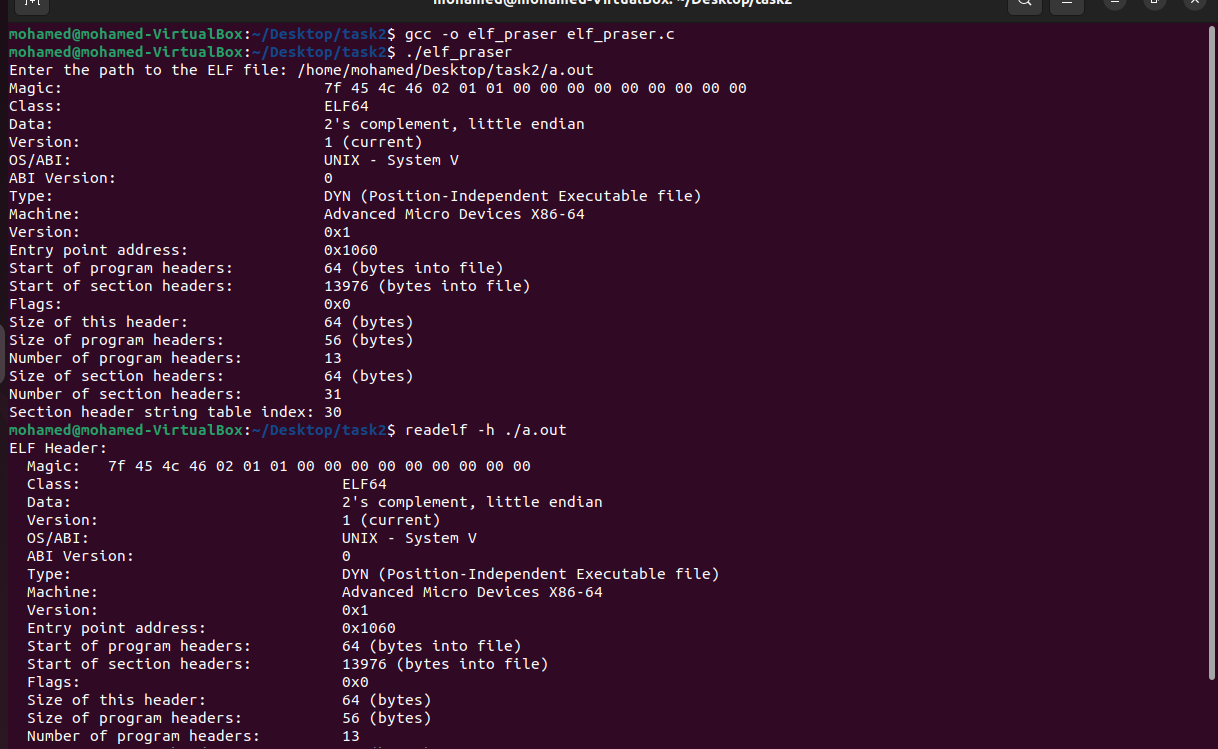 mohamed@mohamed-VirtualBox: ~/Desktop/task2
mohamed@mohamed-VirtualBox:~/Desktop/task2$ gcc -o elf_praser elf_praser.c
mohamed@mohamed-VirtualBox:~/Desktop/task2$ ./elf_praser
Enter the path to the ELF file: /home/mohamed/Desktop/task2/a.out
Magic:                             7f 45 4c 46 02 01 01 00 00 00 00 00 00 00 00 00
Class:                             ELF64
Data:                              2's complement, little endian
Version:                           1 (current)
OS/ABI:                            UNIX - System V
ABI Version:                       0
Type:                              DYN (Position-Independent Executable file)
Machine:                           Advanced Micro Devices X86-64
Version:                           0x1
Entry point address:               0x1060
Start of program headers:          64 (bytes into file)
Start of section headers:          13976 (bytes into file)
Flags:                             0x0
Size of this header:               64 (bytes)
Size of program headers:           56 (bytes)
Number of program headers:         13
Size of section headers:           64 (bytes)
Number of section headers:         31
Section header string table index: 30
mohamed@mohamed-VirtualBox:~/Desktop/task2$ readelf -h ./a.out
ELF Header:
  Magic:   7f 45 4c 46 02 01 01 00 00 00 00 00 00 00 00 00
  Class:                             ELF64
  Data:                              2's complement, little endian
  Version:                           1 (current)
  OS/ABI:                            UNIX - System V
  ABI Version:                       0
  Type:                              DYN (Position-Independent Executable file)
  Machine:                           Advanced Micro Devices X86-64
  Version:                           0x1
  Entry point address:               0x1060
  Start of program headers:          64 (bytes into file)
  Start of section headers:          13976 (bytes into file)
  Flags:                             0x0
  Size of this header:               64 (bytes)
  Size of program headers:           56 (bytes)
  Number of program headers:         13